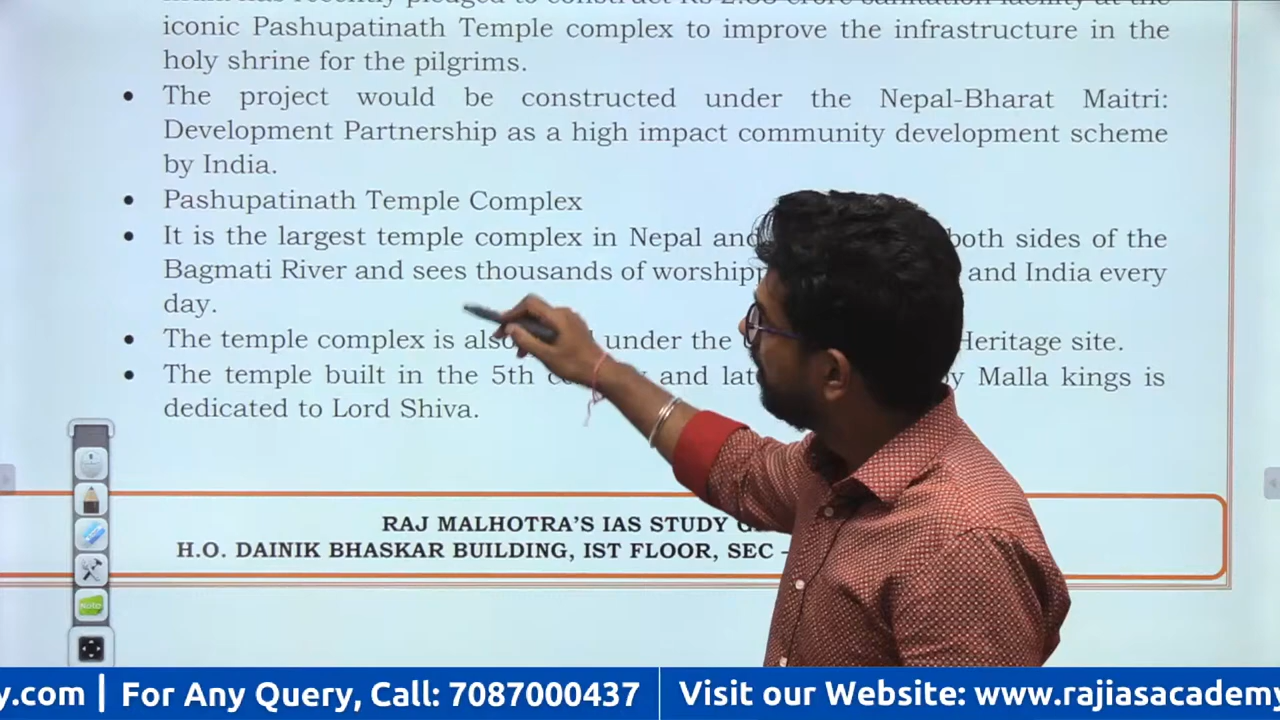 iconic Pashupatinath Temple complex to improve the infrastructure in the
holy shrine for the pilgrims.
• The project would be constructed under the Nepal-Bharat Maitri:
Development Partnership as a high impact community development scheme
by India.
• Pashupatinath Temple Complex
• It is the largest temple complex in Nepal and both sides of the
Bagmati River and sees thousands of and India every
day.
• The temple complex is also under the Heritage site.
• The temple built in the 5th and by Malla kings is
dedicated to Lord Shiva.
Note
RAJ MALHOTRA'S IAS STUDY
H.O. DAINIK BHASKAR BUILDING, IST FLOOR, SEC -
y.com | For Any Query, Call: 7087000437 | Visit our Website: www.rajiasacademy